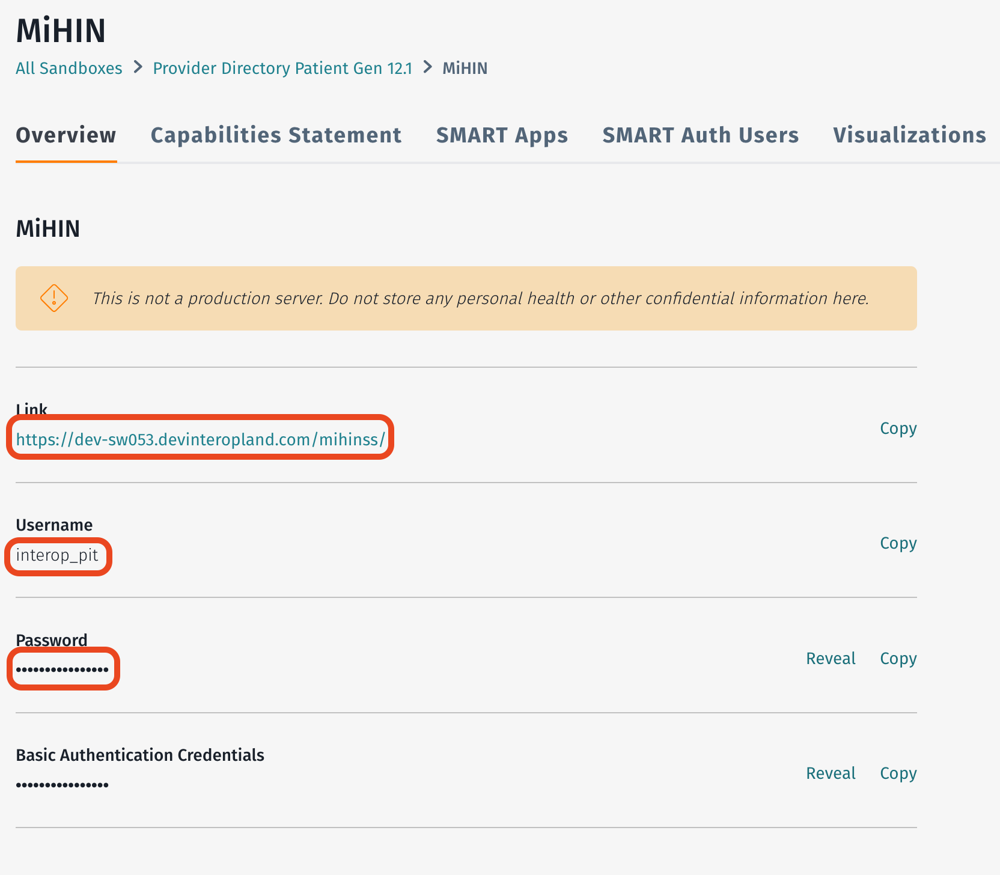 MiHIN
All Sandboxes > Provider Directory Patient Gen 12.1 > MiHIN
Overview Capabilities Statement SMART Apps SMART Auth Users Visualizations
MiHIN
This is not a production server. Do not store any personal health or other confidential information here.
Link
https://dev-sw053.devinteropland.com/mihinss/
Copy
Username
interop_pit
Copy
Password
••••••••••••••••
Reveal Copy
Basic Authentication Credentials
••••••••••••••••
Reveal Copy